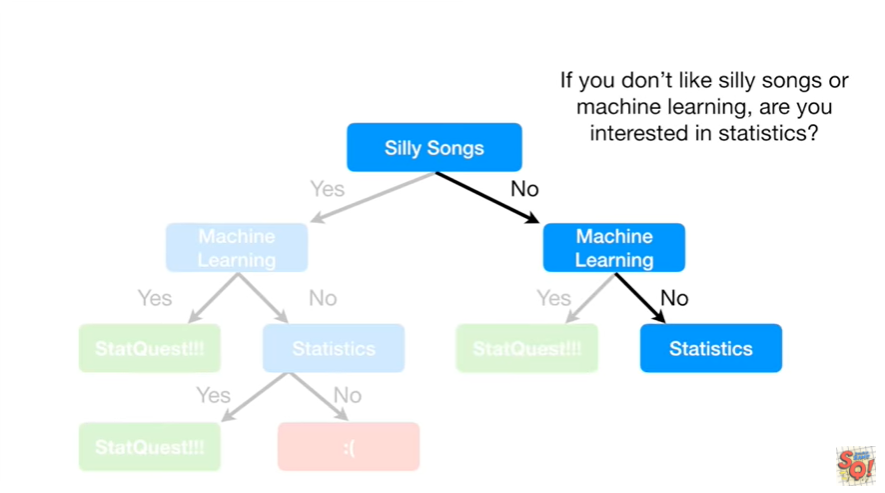 If you don't like silly songs or
machine learning, are you
interested in statistics?
Silly Songs
Yes
No
Machine
Learning
Machine
Learning
Yes
No
Yes
No
StatQuest!!!
Statistics
StatQuest!!!
Statistics
Yes
No
StatQuest!!!
:(
SQ!